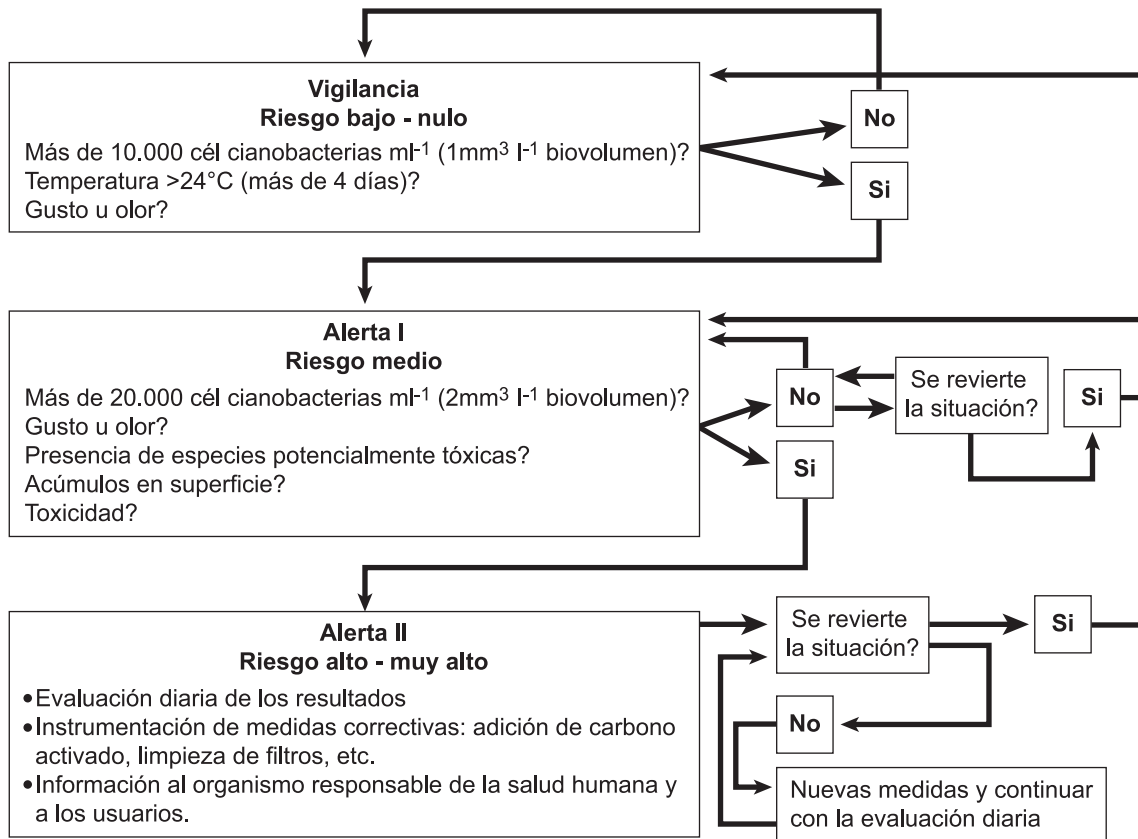 Vigilancia
Riesgo bajo - nulo
Más de 10.000 cél cianobacterias ml⁻¹ (1mm³ l⁻¹ biovolumen)?
Temperatura >24°C (más de 4 días)?
Gusto u olor?
No
Si
Alerta I
Riesgo medio
Más de 20.000 cél cianobacterias ml⁻¹ (2mm³ l⁻¹ biovolumen)?
Gusto u olor?
Presencia de especies potencialmente tóxicas?
Acúmulos en superficie?
Toxicidad?
No
Si
Se revierte
la situación?
Si
Alerta II
Riesgo alto - muy alto
•Evaluación diaria de los resultados
•Instrumentación de medidas correctivas: adición de carbono
activado, limpieza de filtros, etc.
•Información al organismo responsable de la salud humana y
a los usuarios.
Se revierte
la situación?
Si
No
Nuevas medidas y continuar
con la evaluación diaria